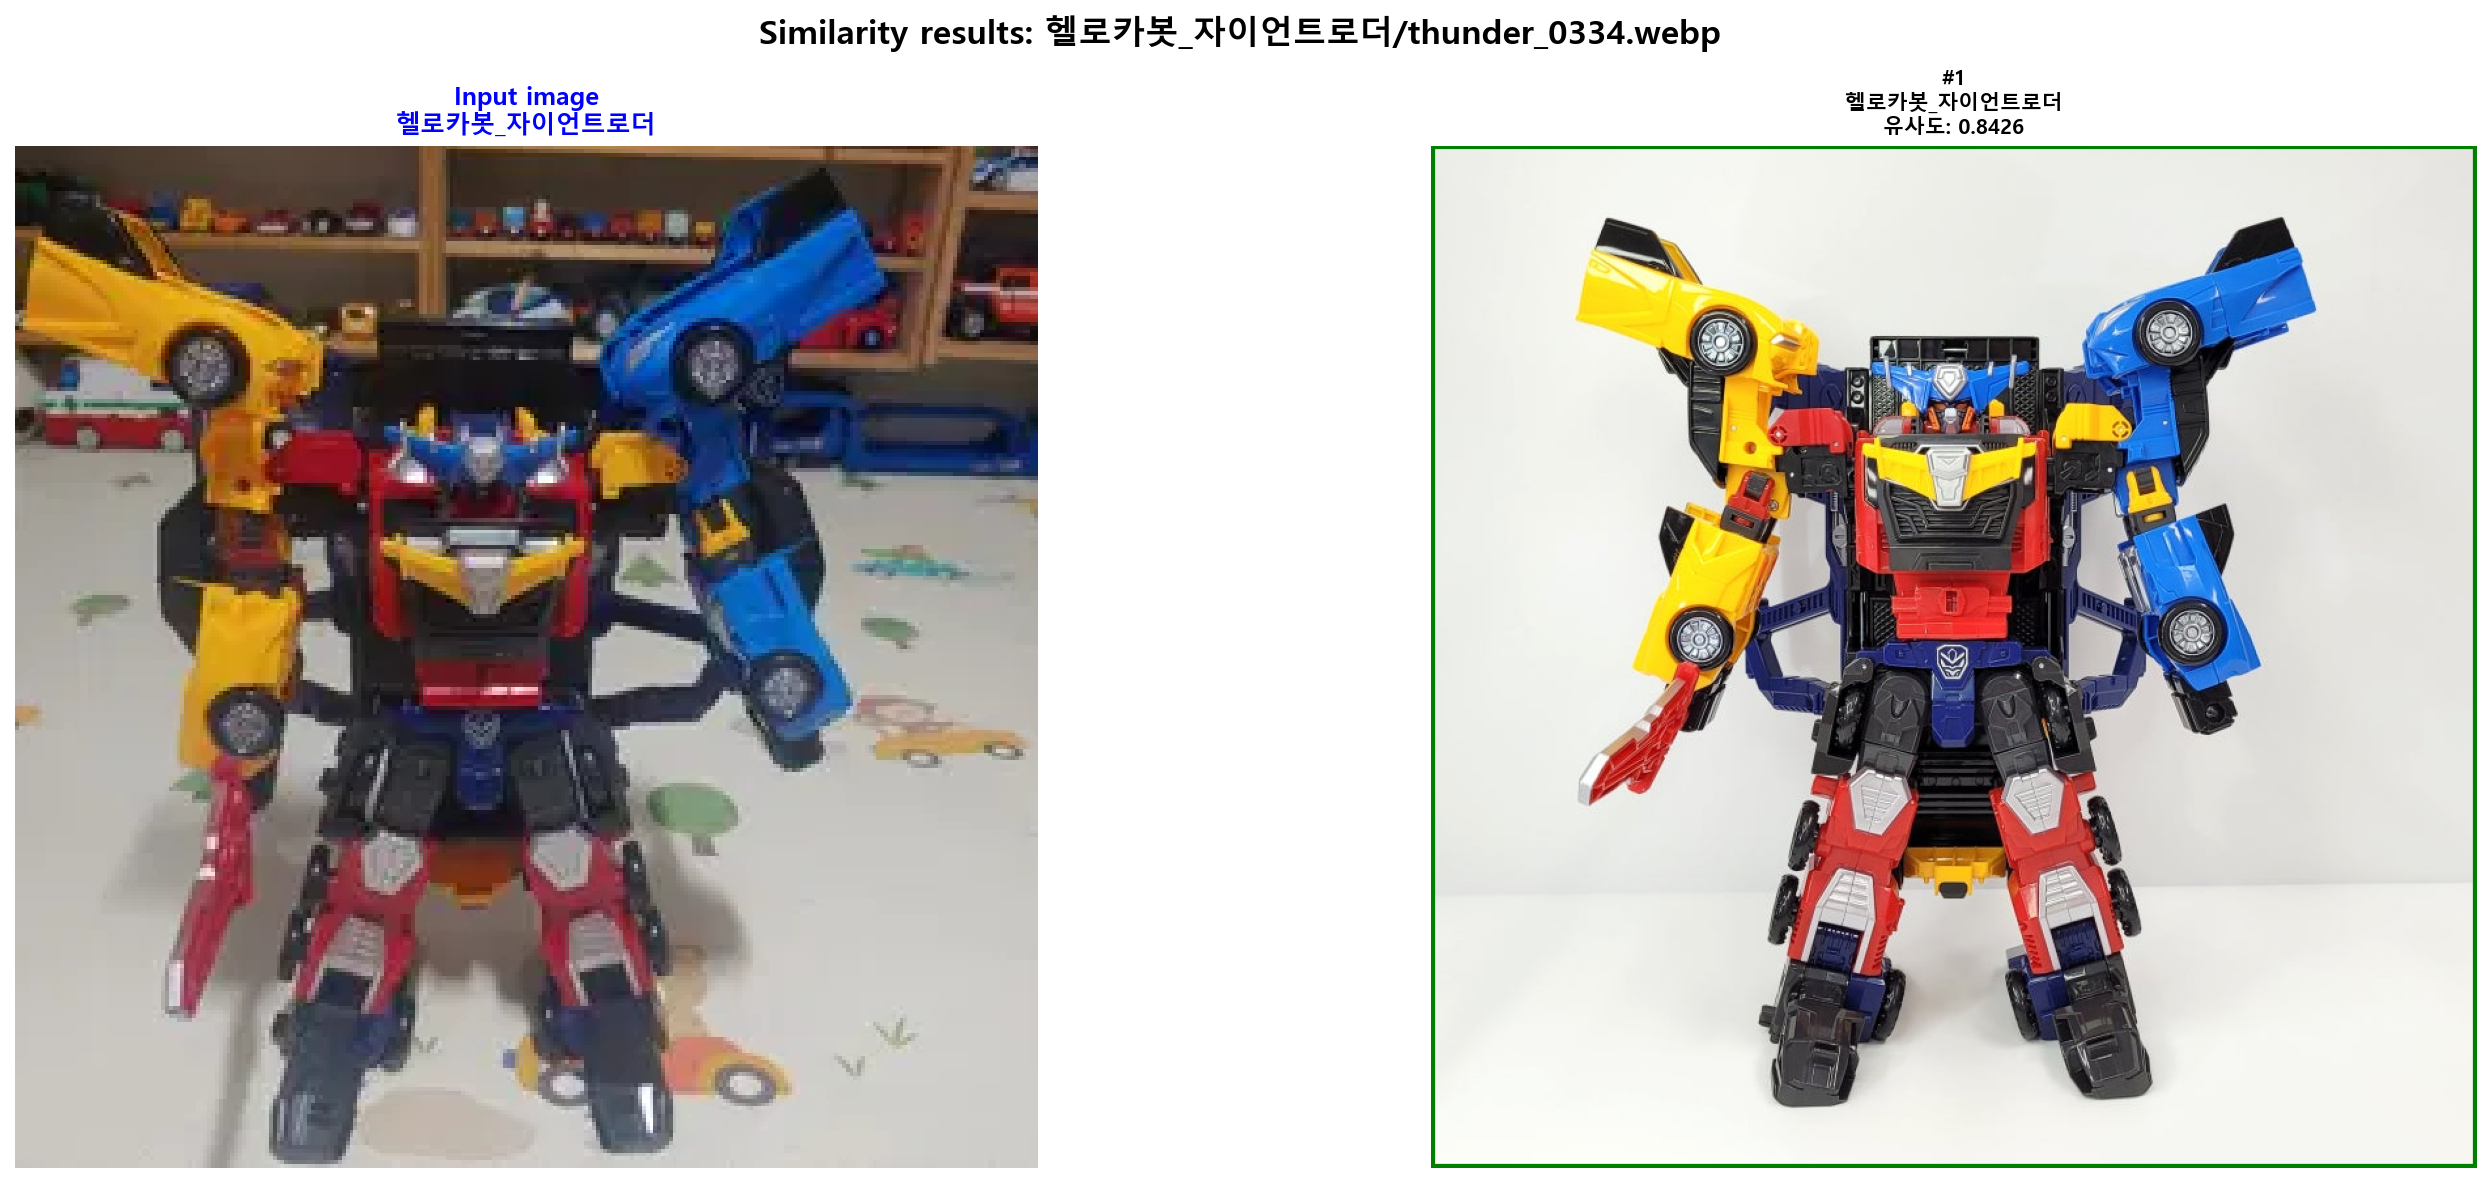 Similarity results: 헬로카봇_자이언트로더/thunder_0334.webp
Input image
헬로카봇_자이언트로더
#1
헬로카봇_자이언트로더
유사도: 0.8426